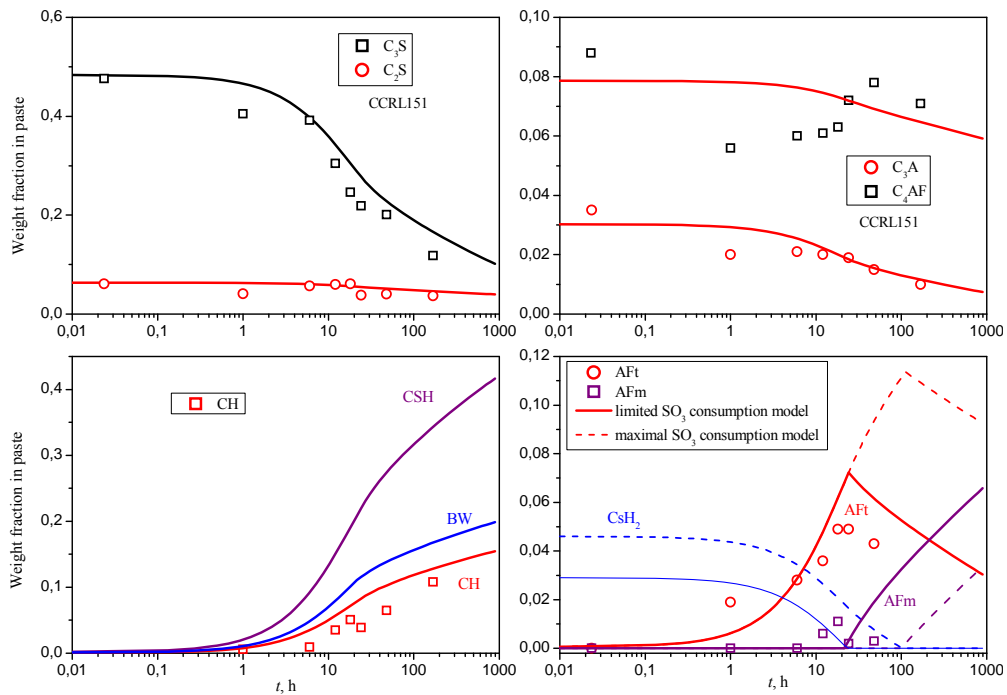 Weight fraction in paste
0,6
0,4
0,2
0,0
C₃S
C₂S
CCRL151
0,01
0,1
1
10
100
1000
0,10
0,08
0,06
0,04
0,02
0,00
C₃A
C₄AF
CCRL151
0,01
0,1
1
10
100
1000
Weight fraction in paste
0,4
0,3
0,2
0,1
0,0
CH
CSH
BW
CH
0,01
0,1
1
10
100
1000
t, h
0,12
0,10
0,08
0,06
0,04
0,02
0,00
AFt
AFm
limited SO₃ consumption model
maximal SO₃ consumption model
CsH₂
AFt
AFm
0,01
0,1
1
10
100
1000
t, h